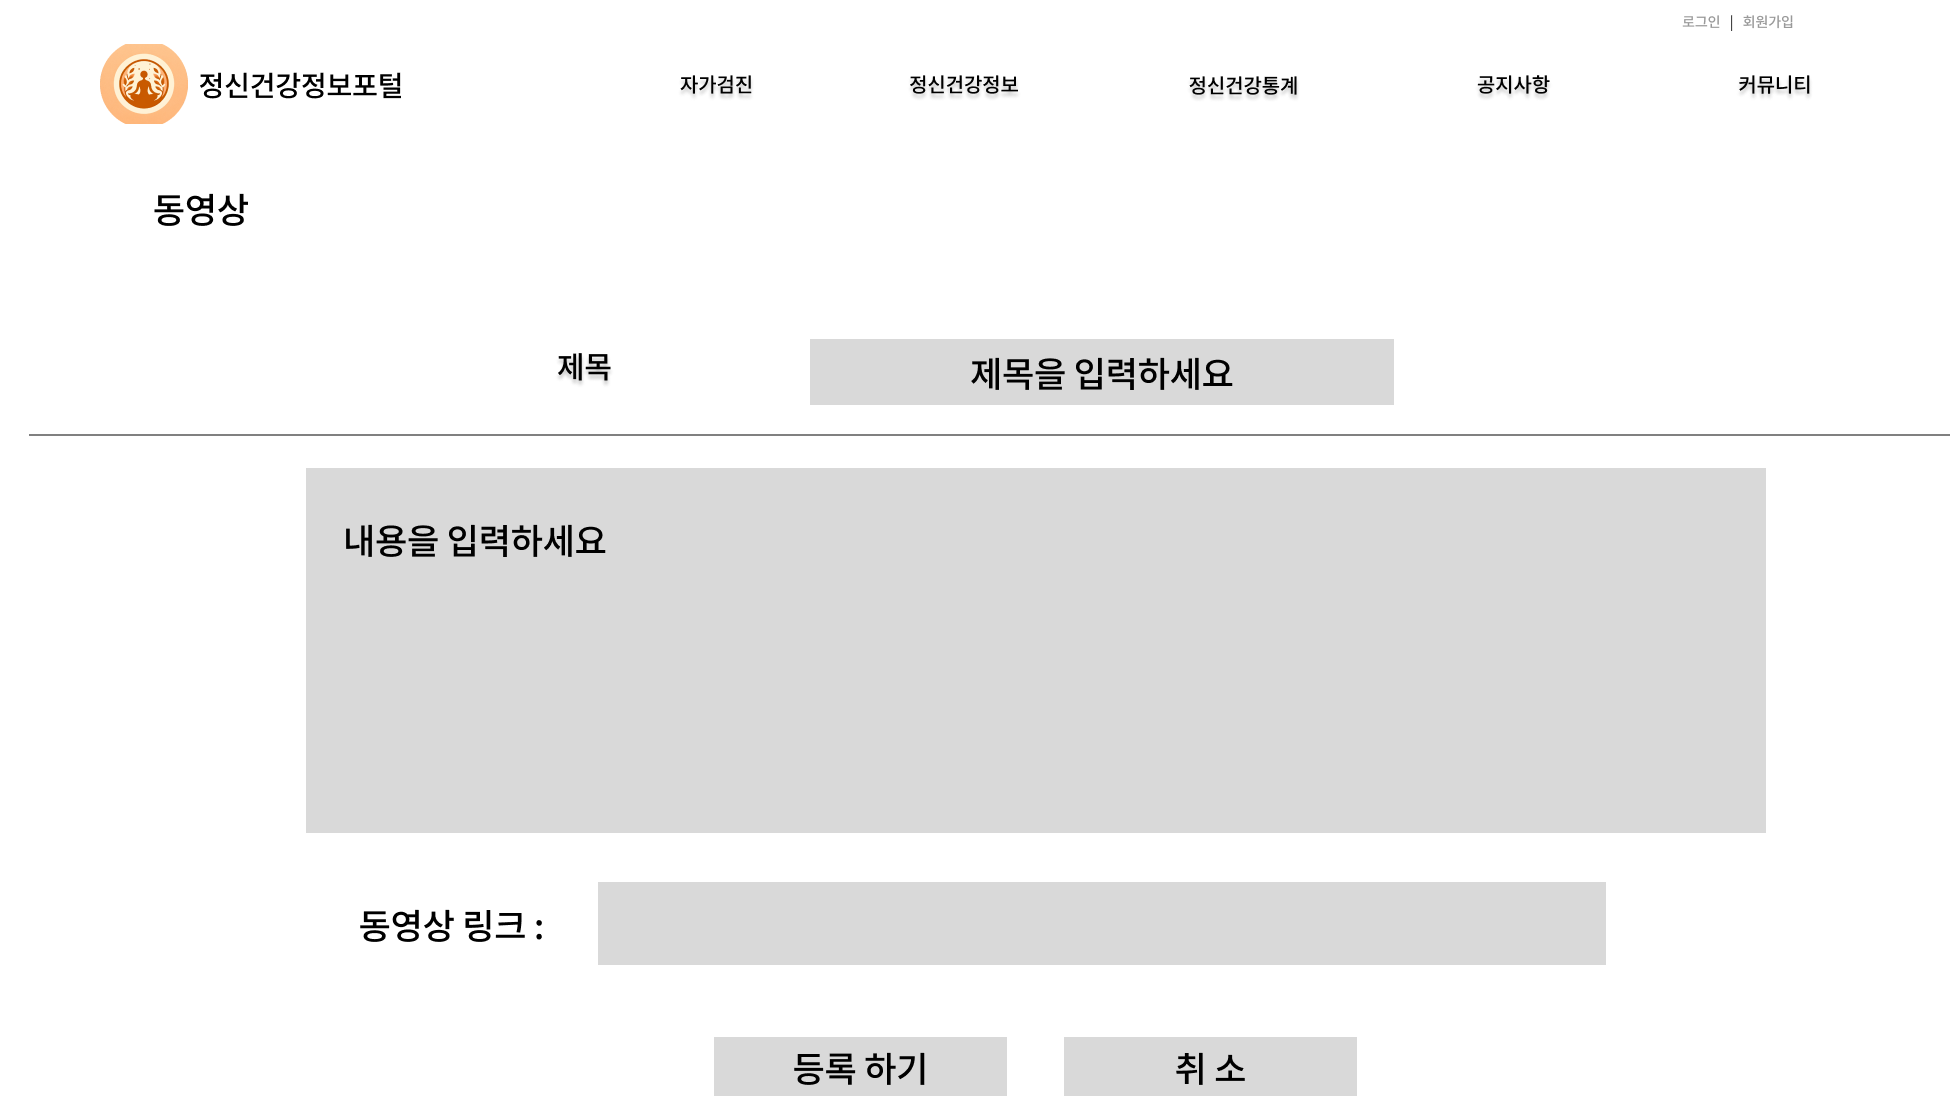 로그인 | 회원가입
정신건강정보포털
자가검진
정신건강정보
정신건강통계
공지사항
커뮤니티
동영상
제목
제목을 입력하세요
내용을 입력하세요
동영상 링크 :
등록 하기
취 소